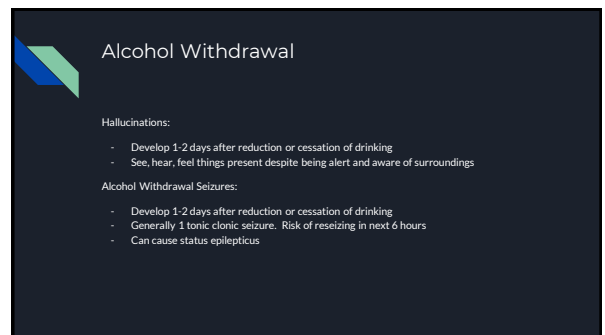 Alcohol Withdrawal
Hallucinations:
- Develop 1-2 days after reduction or cessation of drinking
- See, hear, feel things present despite being alert and aware of surroundings
Alcohol Withdrawal Seizures:
- Develop 1-2 days after reduction or cessation of drinking
- Generally 1 tonic clonic seizure. Risk of reseizing in next 6 hours
- Can cause status epilepticus